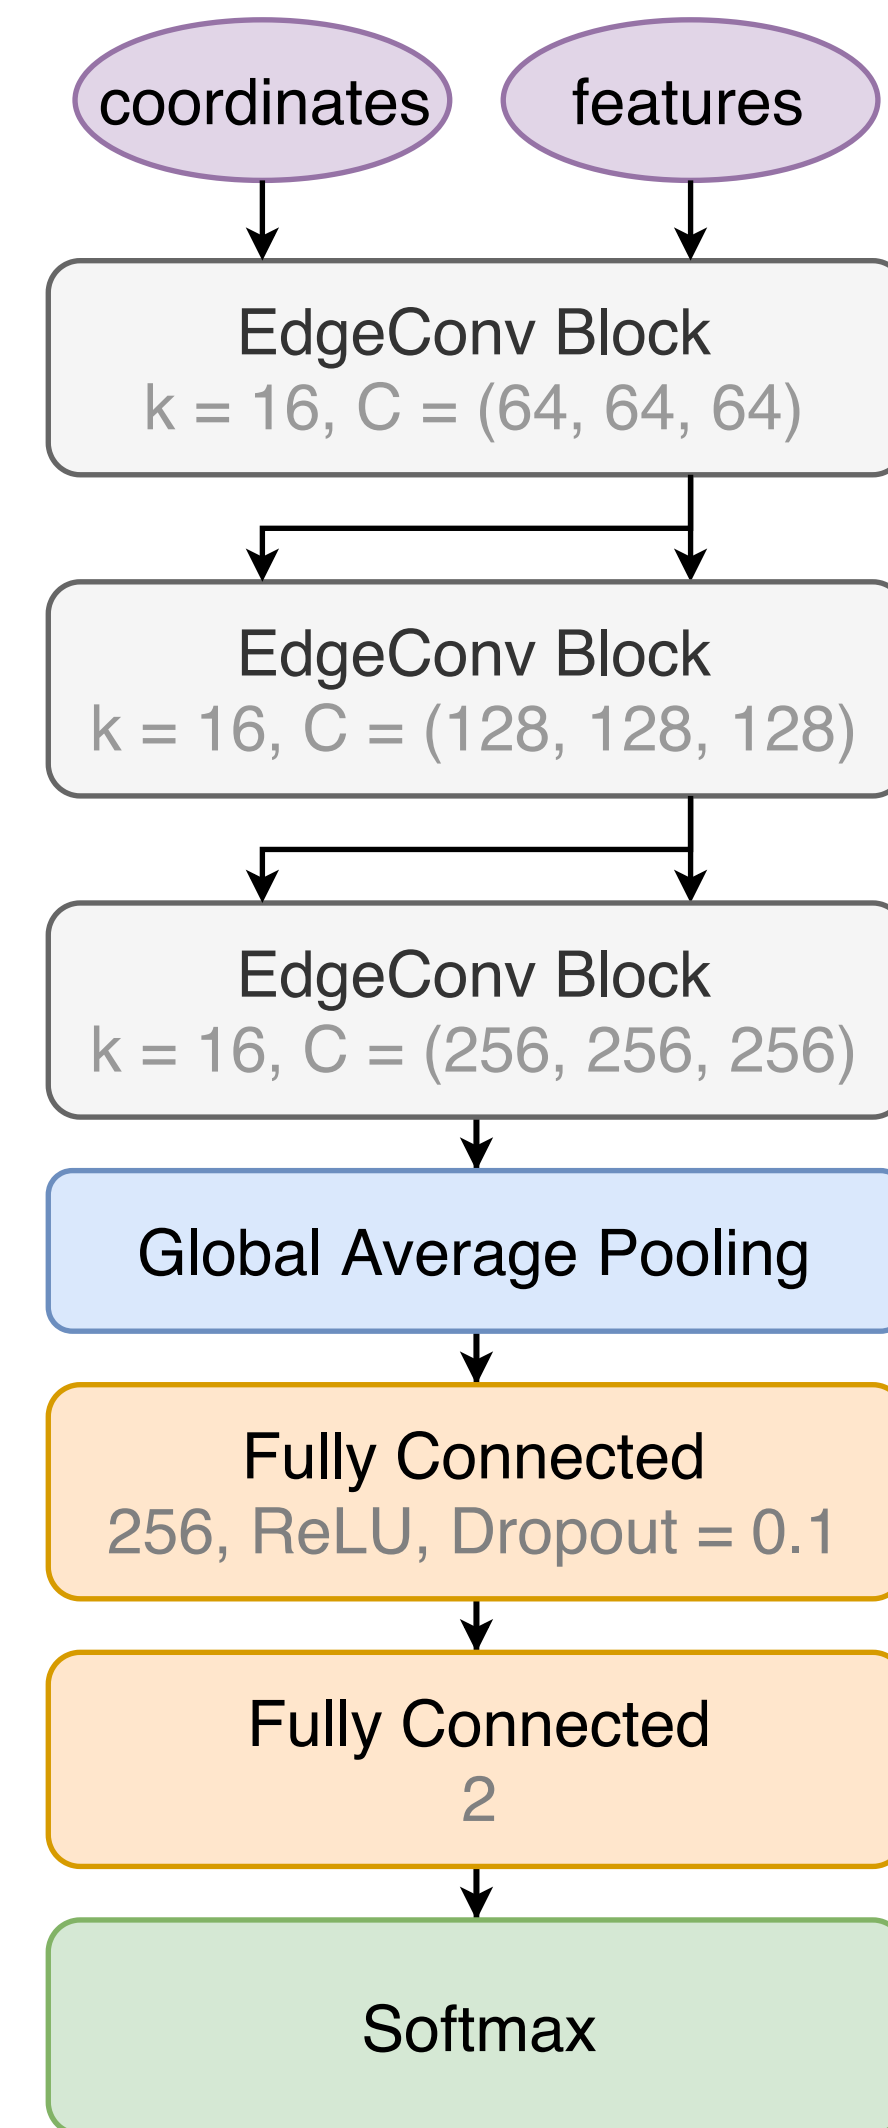 coordinates
features
EdgeConv Block
k = 16, C = (64, 64, 64)
EdgeConv Block
k = 16, C = (128, 128, 128)
EdgeConv Block
k = 16, C = (256, 256, 256)
Global Average Pooling
Fully Connected
256, ReLU, Dropout = 0.1
Fully Connected
2
Softmax